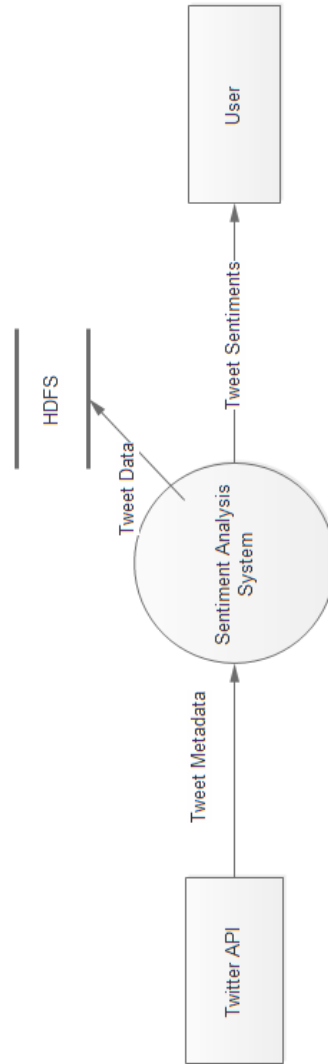 Twitter API
Tweet Metadata
Sentiment Analysis
System
Tweet Data
HDFS
Tweet Sentiments
User